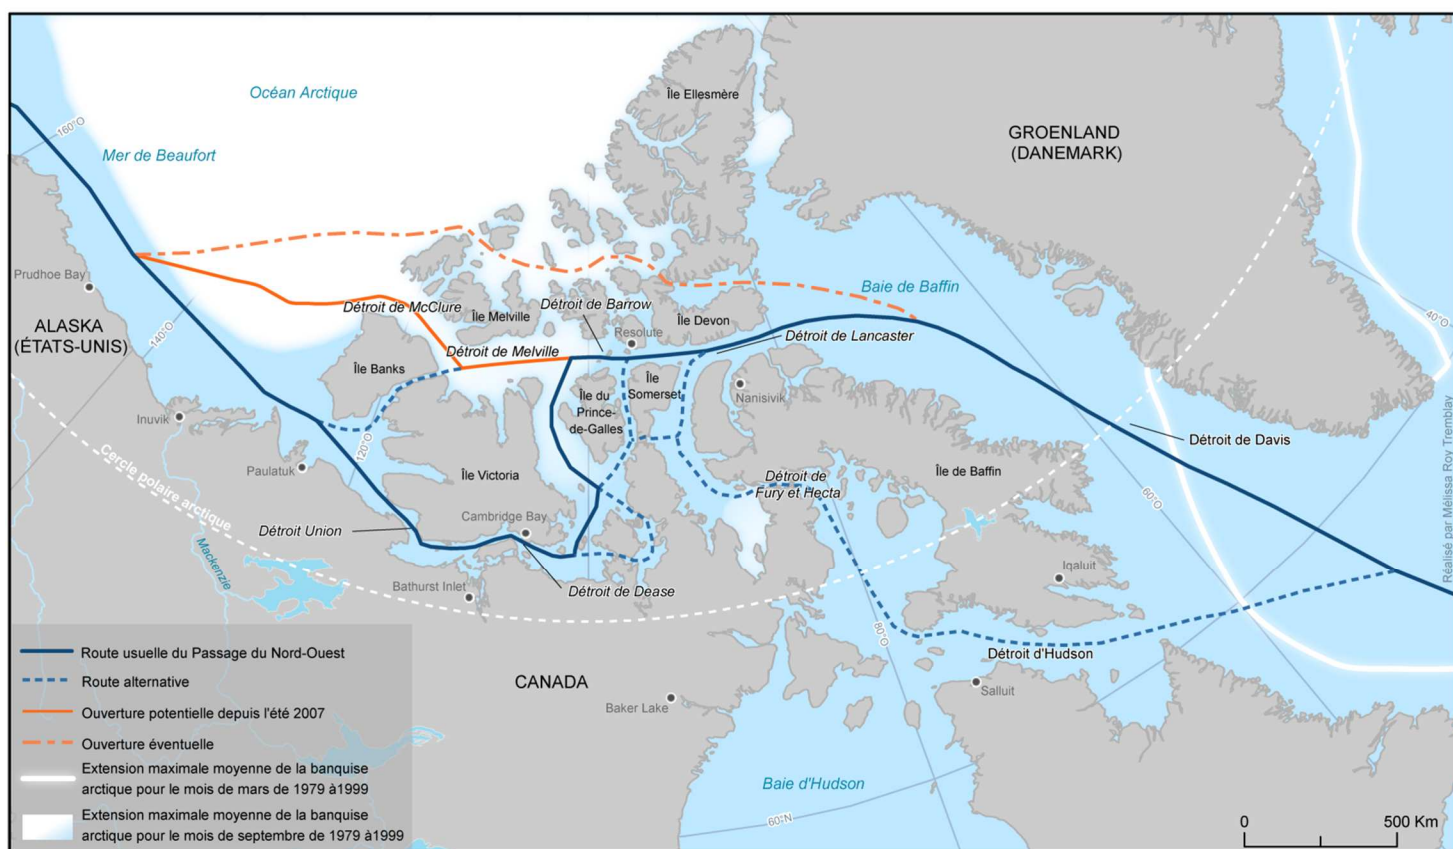 Océan Arctique
Île Ellesmère
GROENLAND
(DANEMARK)
160°O
Mer de Beaufort
Prudhoe Bay
ALASKA
(ÉTATS-UNIS)
140°O
Détroit de McClure
Île Melville
Détroit de Barrow
Resolute
Île Devon
Baie de Baffin
Détroit de Lancaster
40°O
Détroit de Melville
Île Banks
Île
Somerset
Île du
Prince-
de-Galles
Nanisivik
Inuvik
Paulatuk
120°O
Cercle polaire arctique
Île Victoria
Détroit de
Fury et Hecta
Île de Baffin
Détroit de Davis
60°O
Détroit Union
Cambridge Bay
Mackenzie
Bathurst Inlet
Détroit de Dease
Iqaluit
80°O
Détroit d'Hudson
Salluit
CANADA
Baker Lake
Baie d'Hudson
60°N
Réalisé par Mélissa Roy Tremblay
Route usuelle du Passage du Nord-Ouest
Route alternative
Ouverture potentielle depuis l'été 2007
Ouverture éventuelle
Extension maximale moyenne de la banquise
arctique pour le mois de mars de 1979 à1999
Extension maximale moyenne de la banquise
arctique pour le mois de septembre de 1979 à1999
0 500 Km